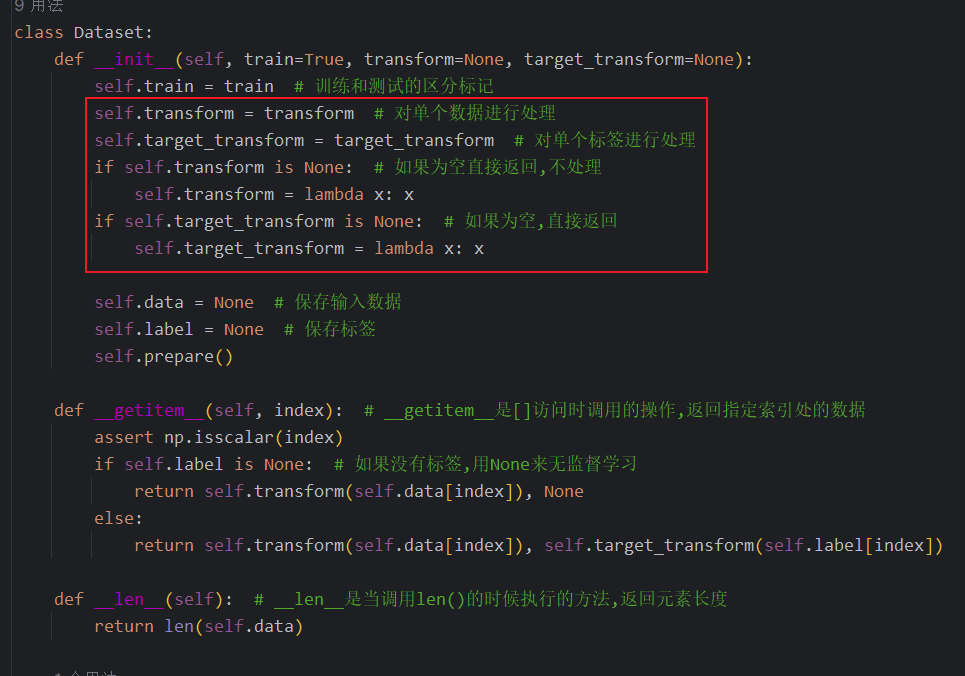 9 用法
class Dataset:
    def __init__(self, train=True, transform=None, target_transform=None):
        self.train = train  # 训练和测试的区分标记
        self.transform = transform  # 对单个数据进行处理
        self.target_transform = target_transform  # 对单个标签进行处理
        if self.transform is None:  # 如果为空直接返回,不处理
            self.transform = lambda x: x
        if self.target_transform is None:  # 如果为空,直接返回
            self.target_transform = lambda x: x
        self.data = None  # 保存输入数据
        self.label = None  # 保存标签
        self.prepare()
    def __getitem__(self, index):  # __getitem__是[]访问时调用的操作,返回指定索引处的数据
        assert np.isscalar(index)
        if self.label is None:  # 如果没有标签,用None来无监督学习
            return self.transform(self.data[index]), None
        else:
            return self.transform(self.data[index]), self.target_transform(self.label[index])
    def __len__(self):  # __len__是当调用len()的时候执行的方法,返回元素长度
        return len(self.data)